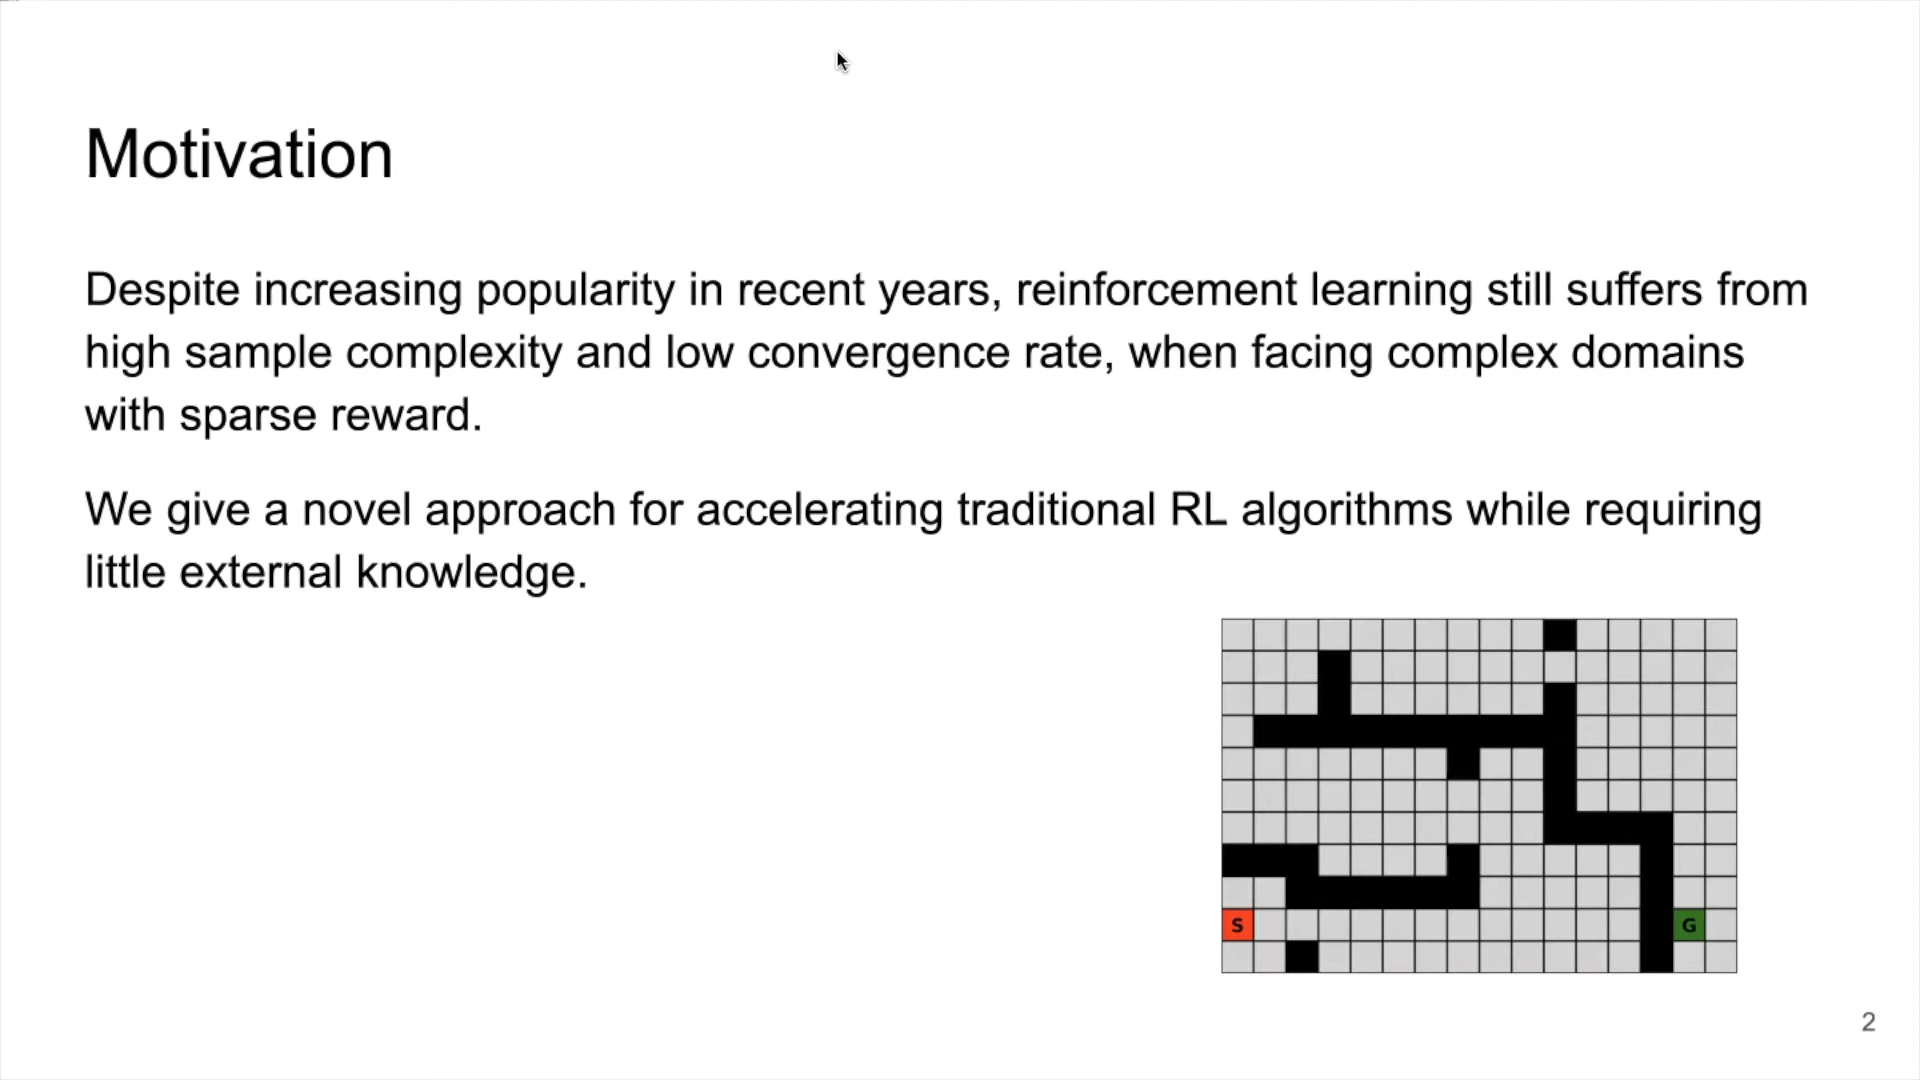 Motivation
Despite increasing popularity in recent years, reinforcement learning still suffers from
high sample complexity and low convergence rate, when facing complex domains
with sparse reward.
We give a novel approach for accelerating traditional RL algorithms while requiring
little external knowledge.
S
G
2